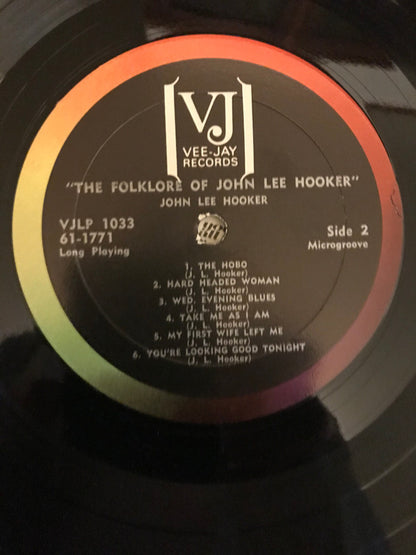 VJ
VEE-JAY
RECORDS
"THE FOLKLORE OF JOHN LEE HOOKER"
JOHN LEE HOOKER
VJLP 1033
61-1771
Long Playing
Side 2
Microgroove
1. THE HOBO
(J. L. Hooker)
2. HARD HEADED WOMAN
(J. L. Hooker)
3. WED. EVENING BLUES
(J. L. Hooker)
4. TAKE ME AS I AM
(J. L. Hooker)
5. MY FIRST WIFE LEFT ME
(J. L. Hooker)
6. YOU'RE LOOKING GOOD TONIGHT
(J. L. Hooker)